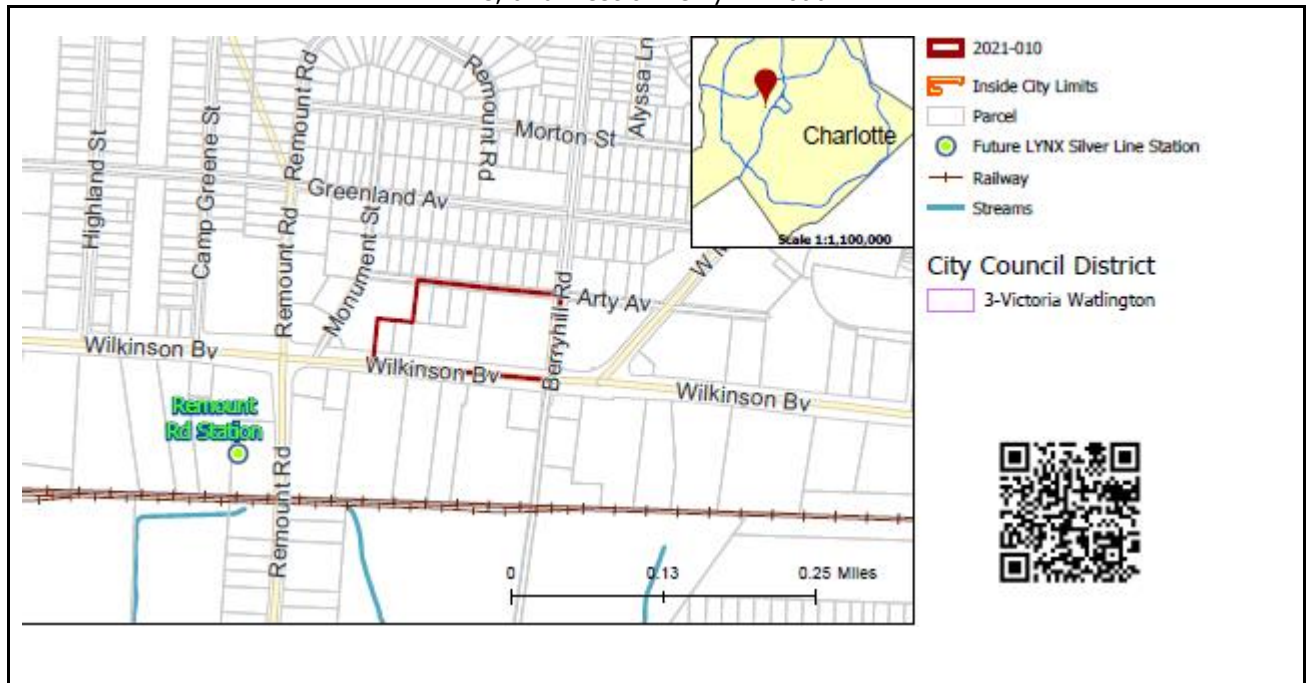 Remount Rd
Remount Rd
Alyssa Ln
Highland St
Camp Greene St
Morton St
Greenland Av
Monument St
Remount Rd
Arty Av
Berryhill Rd
Wilkinson Bv
Wilkinson Bv
Wilkinson Bv
Remount
Rd Station
Remount Rd
0 0.13 0.25 Miles
Charlotte
Scale 1:1,100,000
2021-010
Inside City Limits
Parcel
Future LYNX Silver Line Station
Railway
Streams
City Council District
3-Victoria Watlington